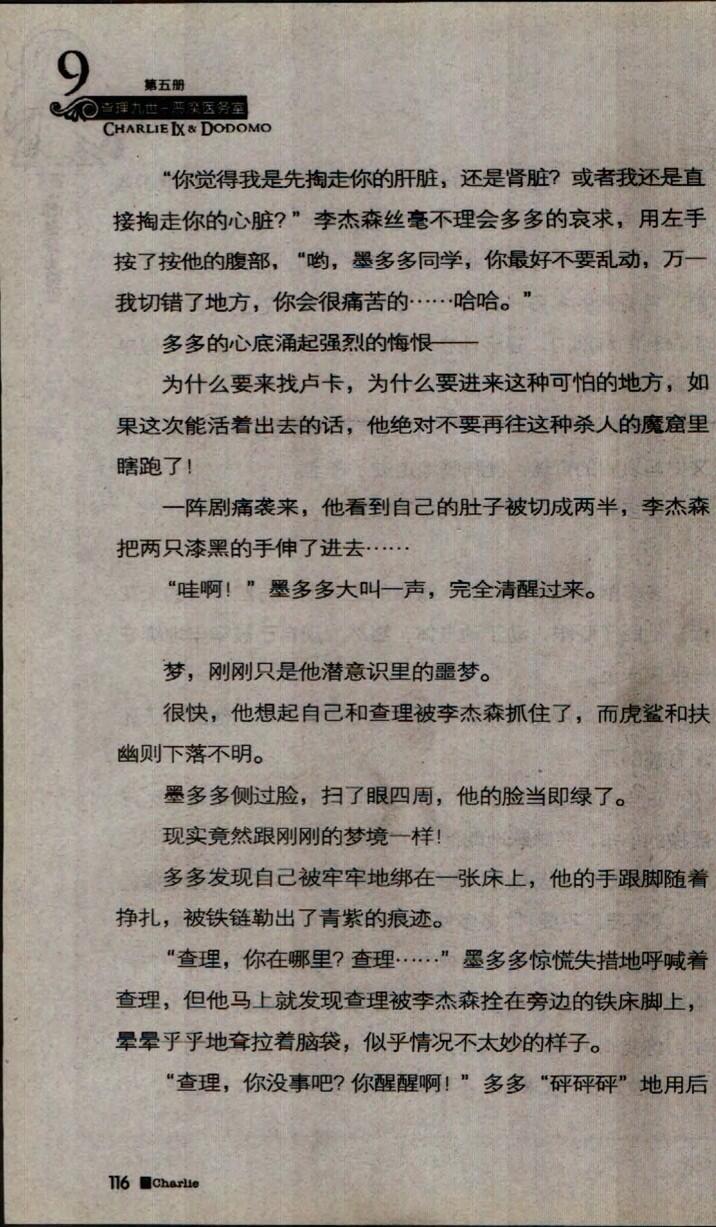 9
第五册
查理九世·恶灵医务室
CHARLIE IX & DODOMO
“你觉得我是先掏走你的肝脏，还是肾脏？或者我还是直
接掏走你的心脏？”李杰森丝毫不理会多多的哀求，用左手
按了按他的腹部，“哟，墨多多同学，你最好不要乱动，万一
我切错了地方，你会很痛苦的……哈哈。”
多多的心底涌起强烈的悔恨——
为什么要来找卢卡，为什么要进来这种可怕的地方，如
果这次能活着出去的话，他绝对不要再往这种杀人的魔窟里
瞎跑了！
一阵剧痛袭来，他看到自己的肚子被切成两半，李杰森
把两只漆黑的手伸了进去……
“哇啊！”墨多多大叫一声，完全清醒过来。
梦，刚刚只是他潜意识里的噩梦。
很快，他想起自己和查理被李杰森抓住了，而虎鲨和扶
幽则下落不明。
墨多多侧过脸，扫了眼四周，他的脸当即绿了。
现实竟然跟刚刚的梦境一样！
多多发现自己被牢牢地绑在一张床上，他的手跟脚随着
挣扎，被铁链勒出了青紫的痕迹。
“查理，你在哪里？查理……”墨多多惊慌失措地呼喊着
查理，但他马上就发现查理被李杰森拴在旁边的铁床脚上，
晕晕乎乎地耷拉着脑袋，似乎情况不太妙的样子。
“查理，你没事吧？你醒醒啊！”多多“砰砰砰”地用后
116 Charlie